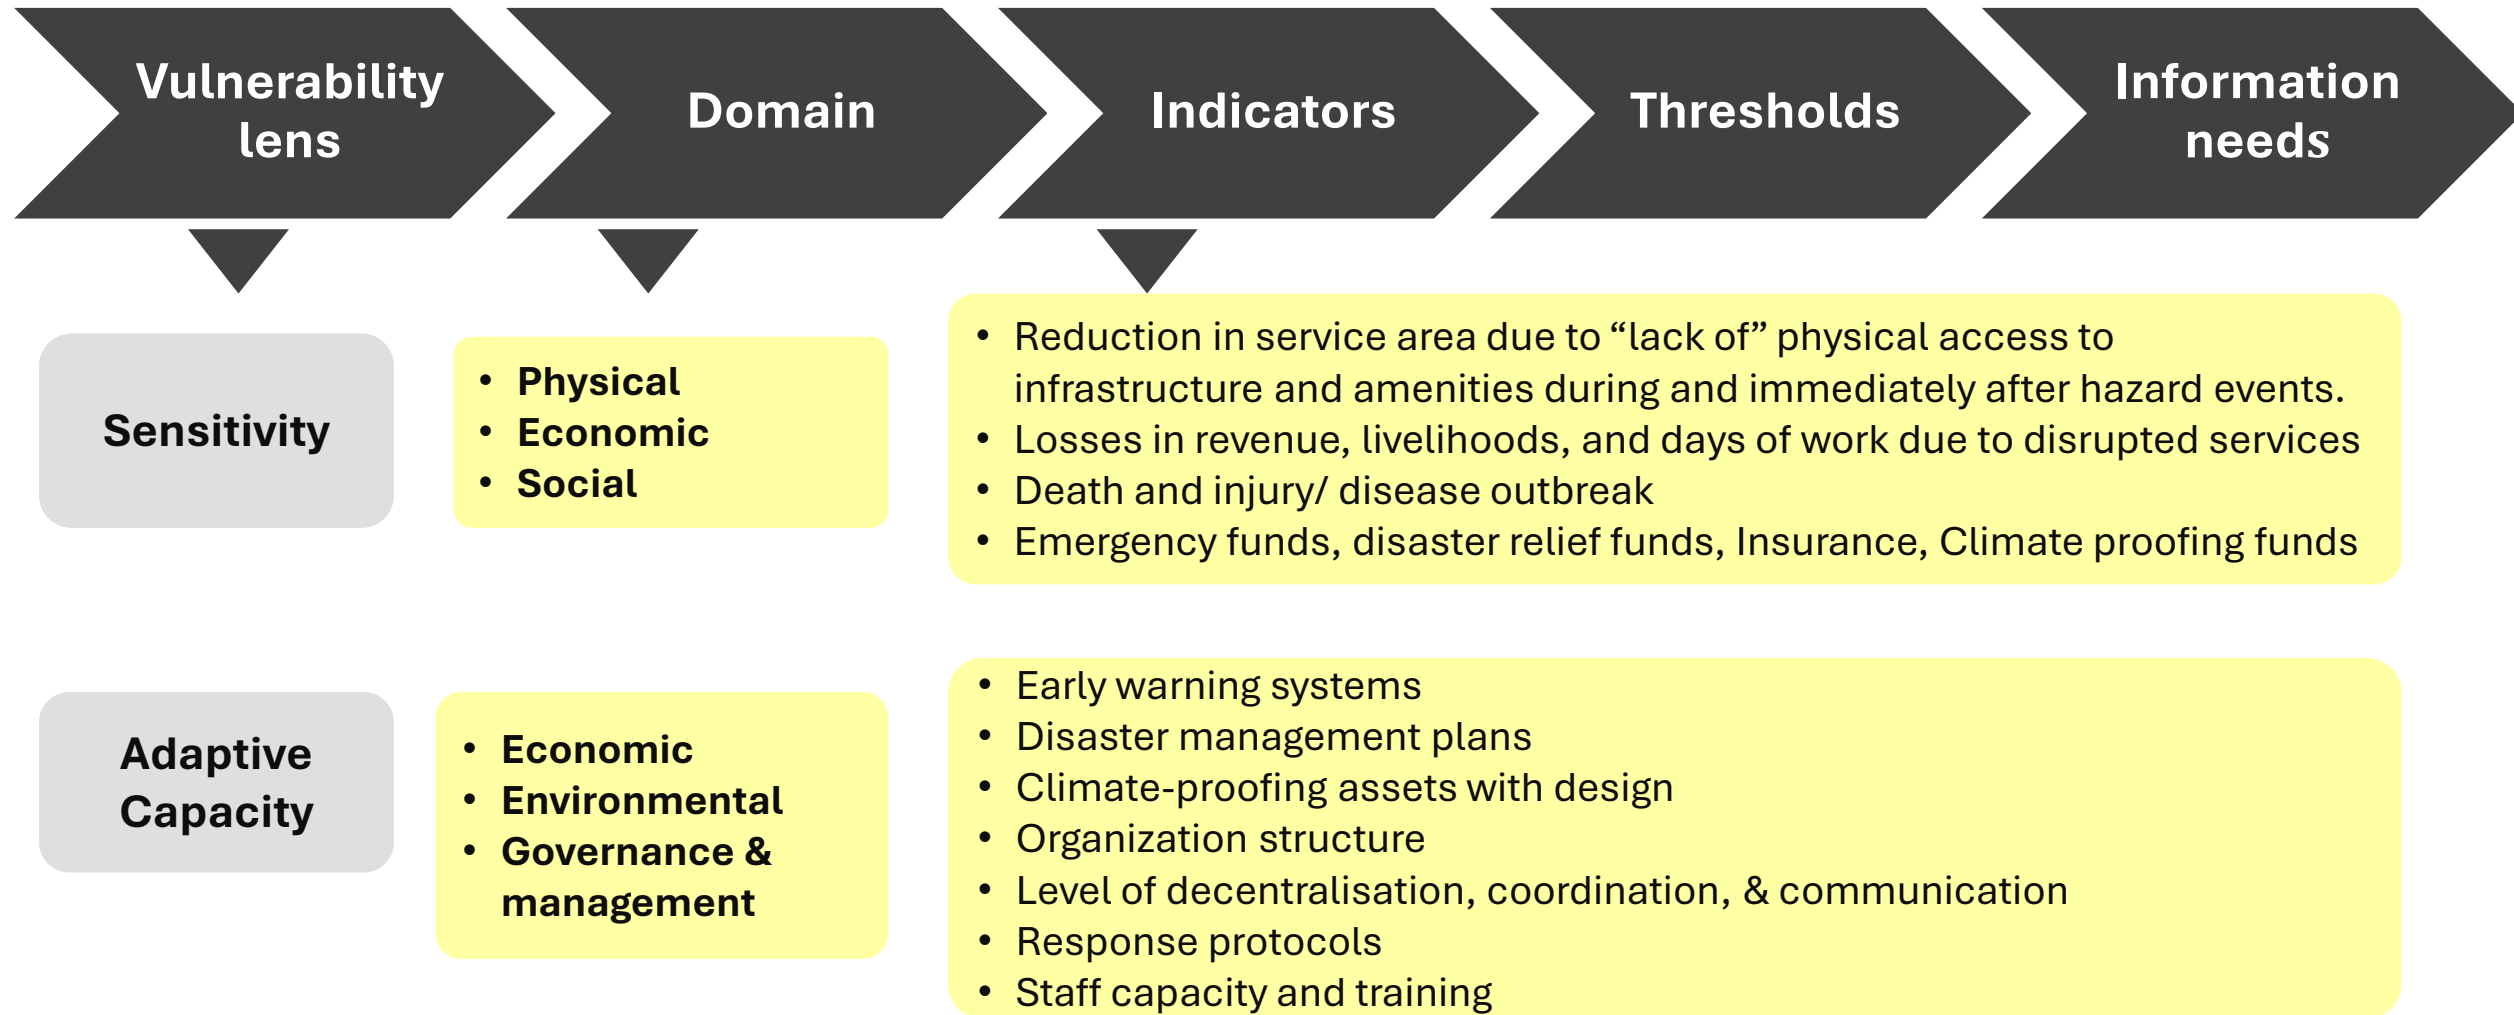 Vulnerability
lens
Domain
Indicators
Thresholds
Information
needs
Sensitivity
• Physical
• Economic
• Social
• Reduction in service area due to “lack of” physical access to
infrastructure and amenities during and immediately after hazard events.
• Losses in revenue, livelihoods, and days of work due to disrupted services
• Death and injury/ disease outbreak
• Emergency funds, disaster relief funds, Insurance, Climate proofing funds
Adaptive
Capacity
• Economic
• Environmental
• Governance &
management
• Early warning systems
• Disaster management plans
• Climate-proofing assets with design
• Organization structure
• Level of decentralisation, coordination, & communication
• Response protocols
• Staff capacity and training